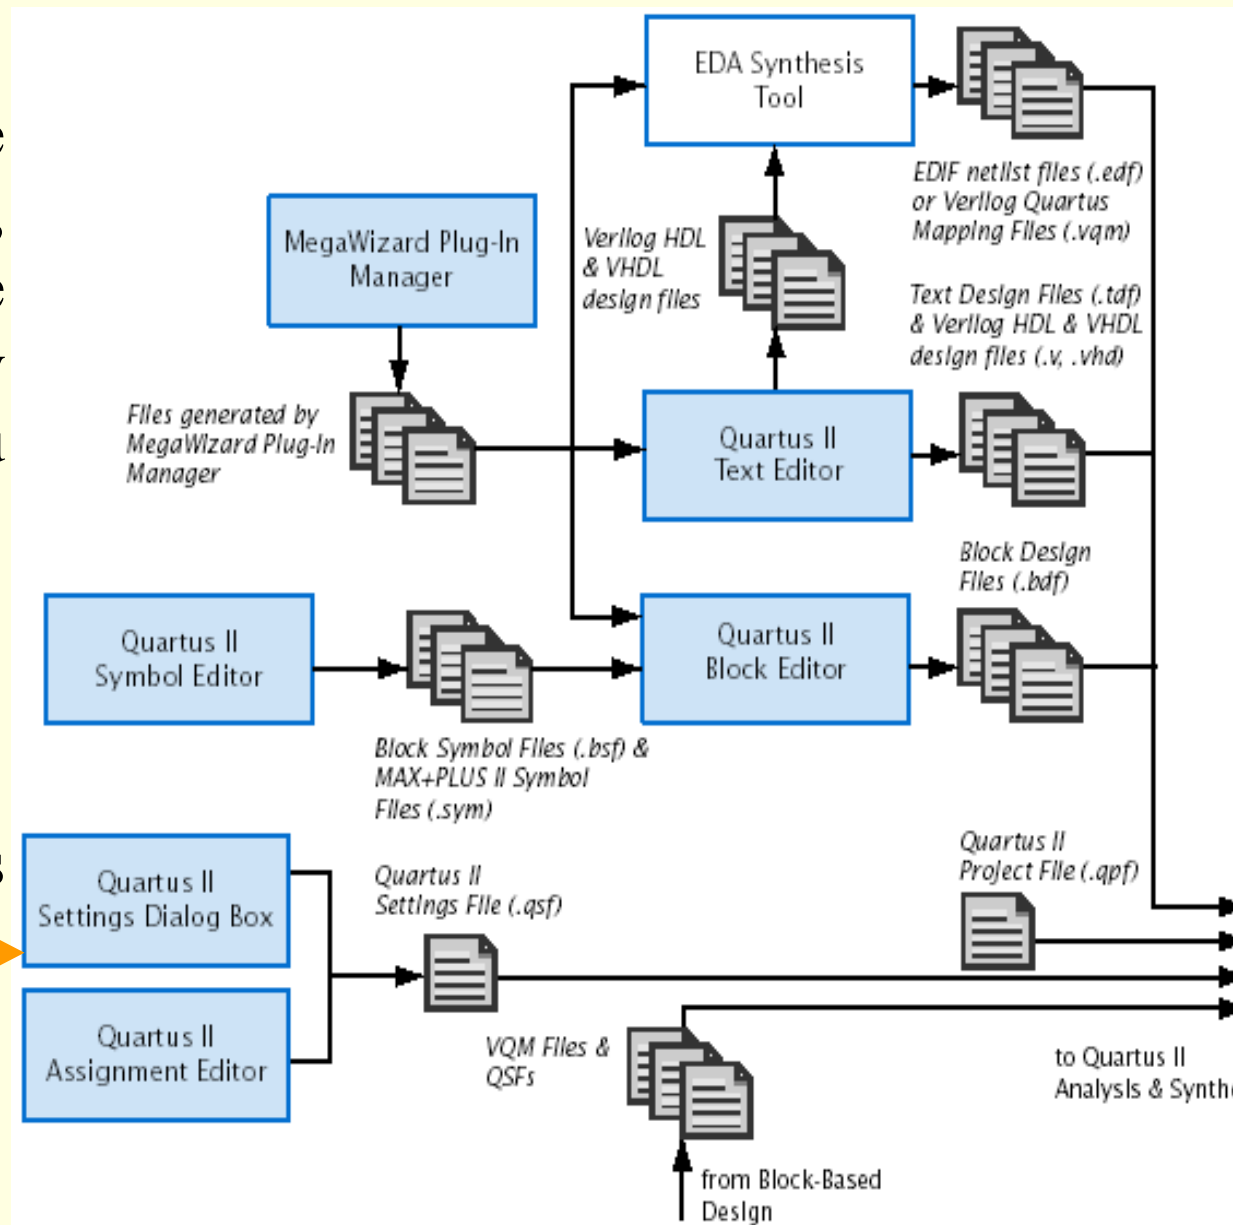 EDA Synthesis
Tool
EDIF netlist files (.edf)
or Verilog Quartus
Mapping Files (.vqm)
MegaWizard Plug-In
Manager
Verilog HDL
& VHDL
design files
Text Design Files (.tdf)
& Verilog HDL & VHDL
design files (.v, .vhd)
Files generated by
MegaWizard Plug-In
Manager
Quartus II
Text Editor
Block Design
Files (.bdf)
Quartus II
Symbol Editor
Quartus II
Block Editor
Block Symbol Files (.bsf) &
MAX+PLUS II Symbol
Files (.sym)
Quartus II
Settings Dialog Box
Quartus II
Settings File (.qsf)
Quartus II
Project File (.qpf)
Quartus II
Assignment Editor
VQM Files &
QSFs
to Quartus II
Analysis &
from Block-Based
Design